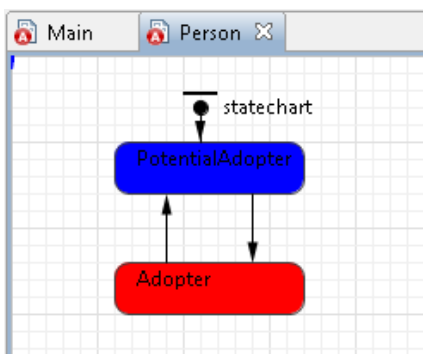 Main
Person
statechart
PotentialAdopter
Adopter